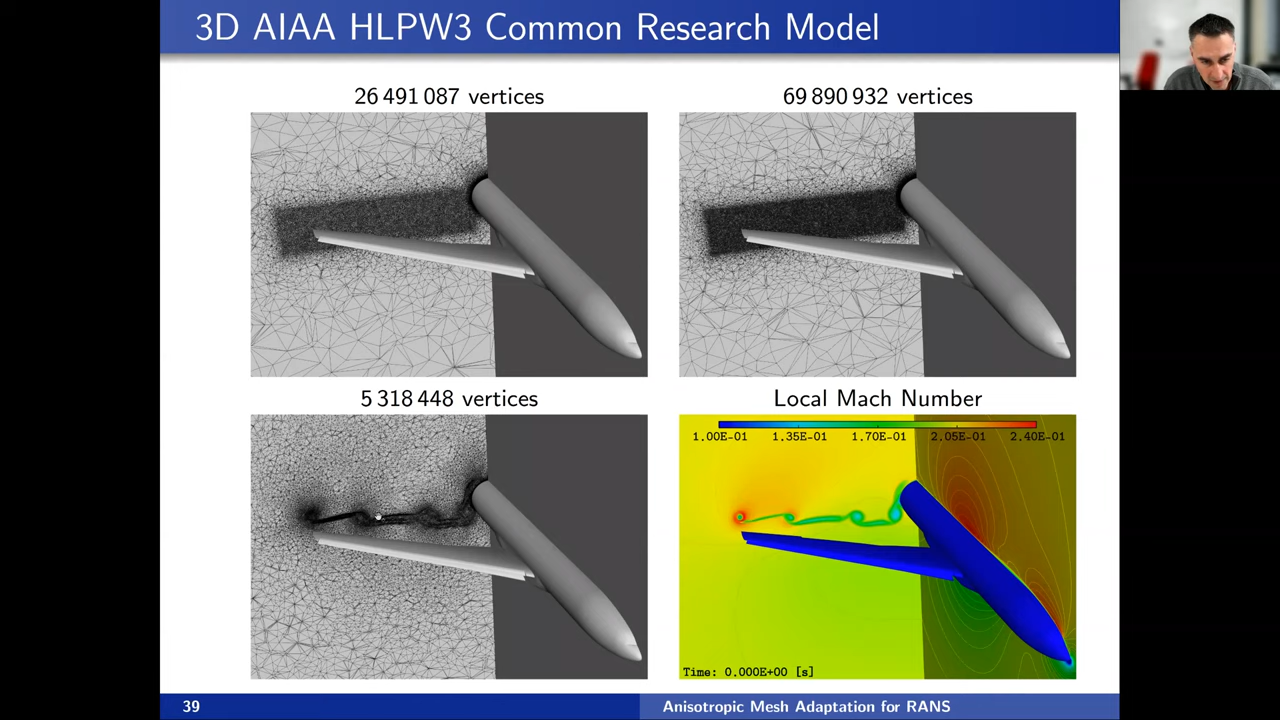 3D AIAA HLPW3 Common Research Model
26 491 087 vertices
69 890 932 vertices
5 318 448 vertices
Local Mach Number
1.00E-01 1.35E-01 1.70E-01 2.05E-01 2.40E-01
Time: 0.000E+00 [s]
39
Anisotropic Mesh Adaptation for RANS